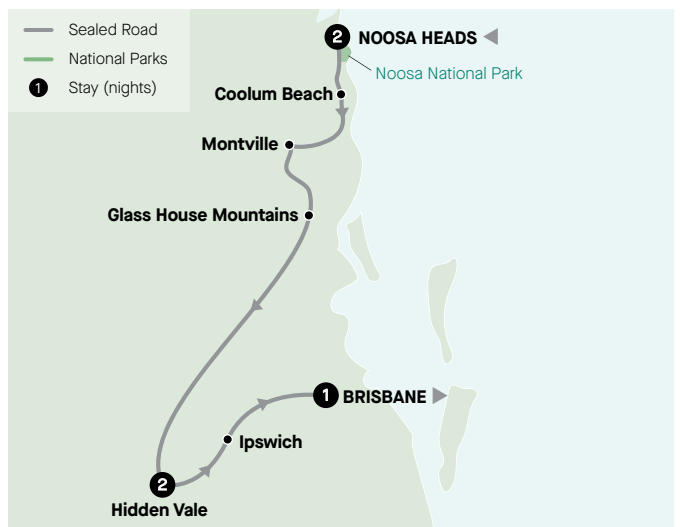 Sealed Road
National Parks
1 Stay (nights)
2 NOOSA HEADS
Noosa National Park
Coolum Beach
Montville
Glass House Mountains
1 BRISBANE
Ipswich
2
Hidden Vale